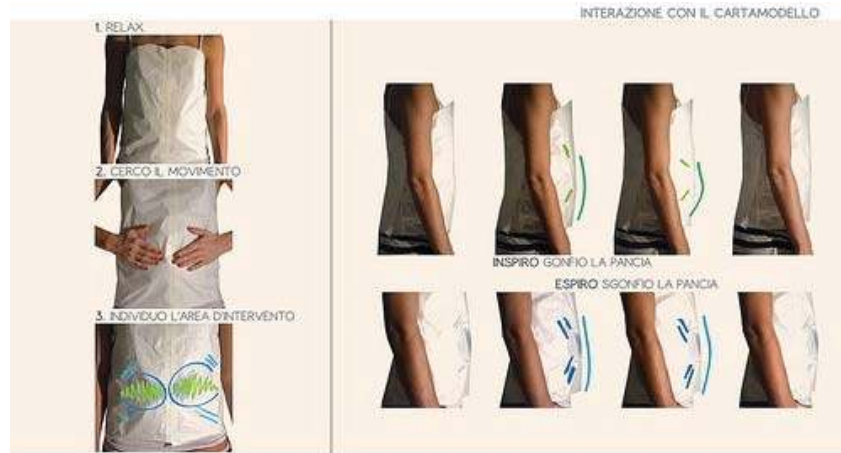 INTERAZIONE CON IL CARTAMODELLO
1. RELAX
2. CERCO IL MOVIMENTO
3. INDIVIDUO L'AREA D'INTERVENTO
INSPIRO GONFIO LA PANCIA
ESPIRO SGONFIO LA PANCIA